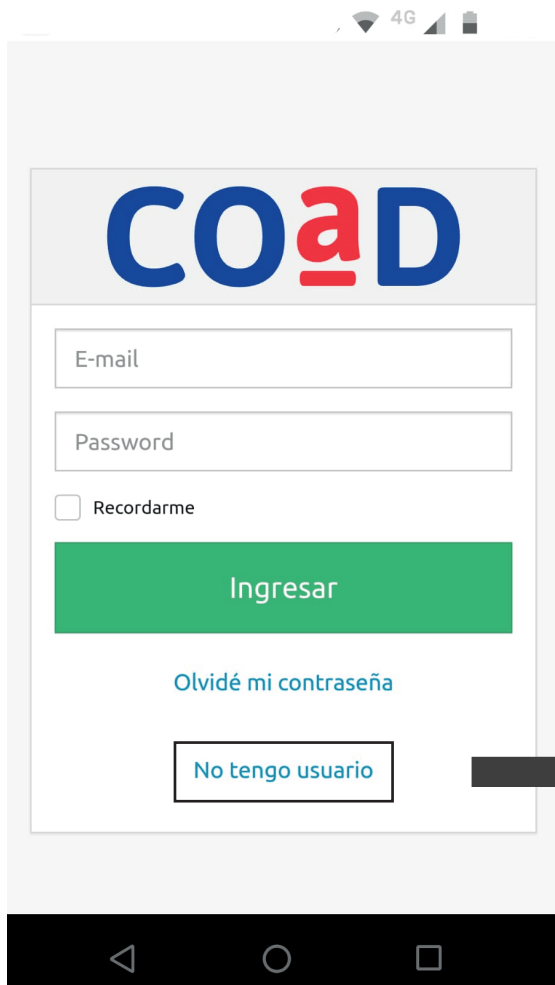 4G
COaD
E-mail
Password
Recordarme
Ingresar
Olvidé mi contraseña
No tengo usuario